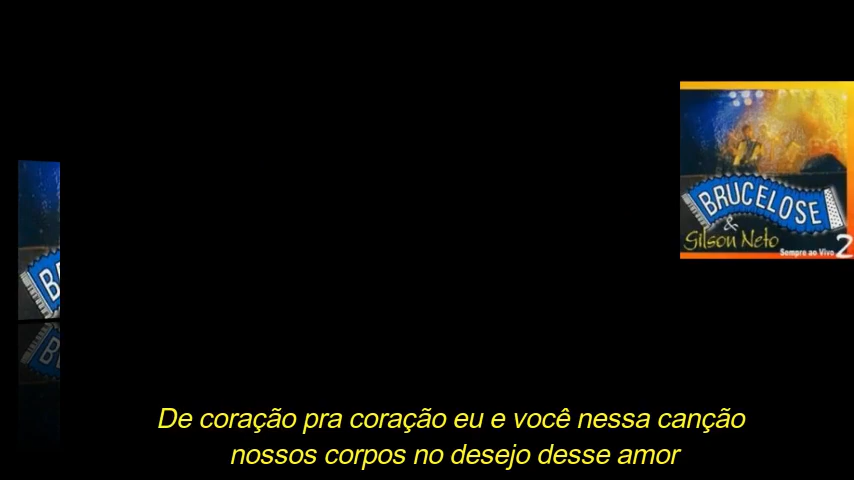 BRUCELOSE
&
Gilson Neto
Sempre ao Vivo 2
De coração pra coração eu e você nessa canção
nossos corpos no desejo desse amor